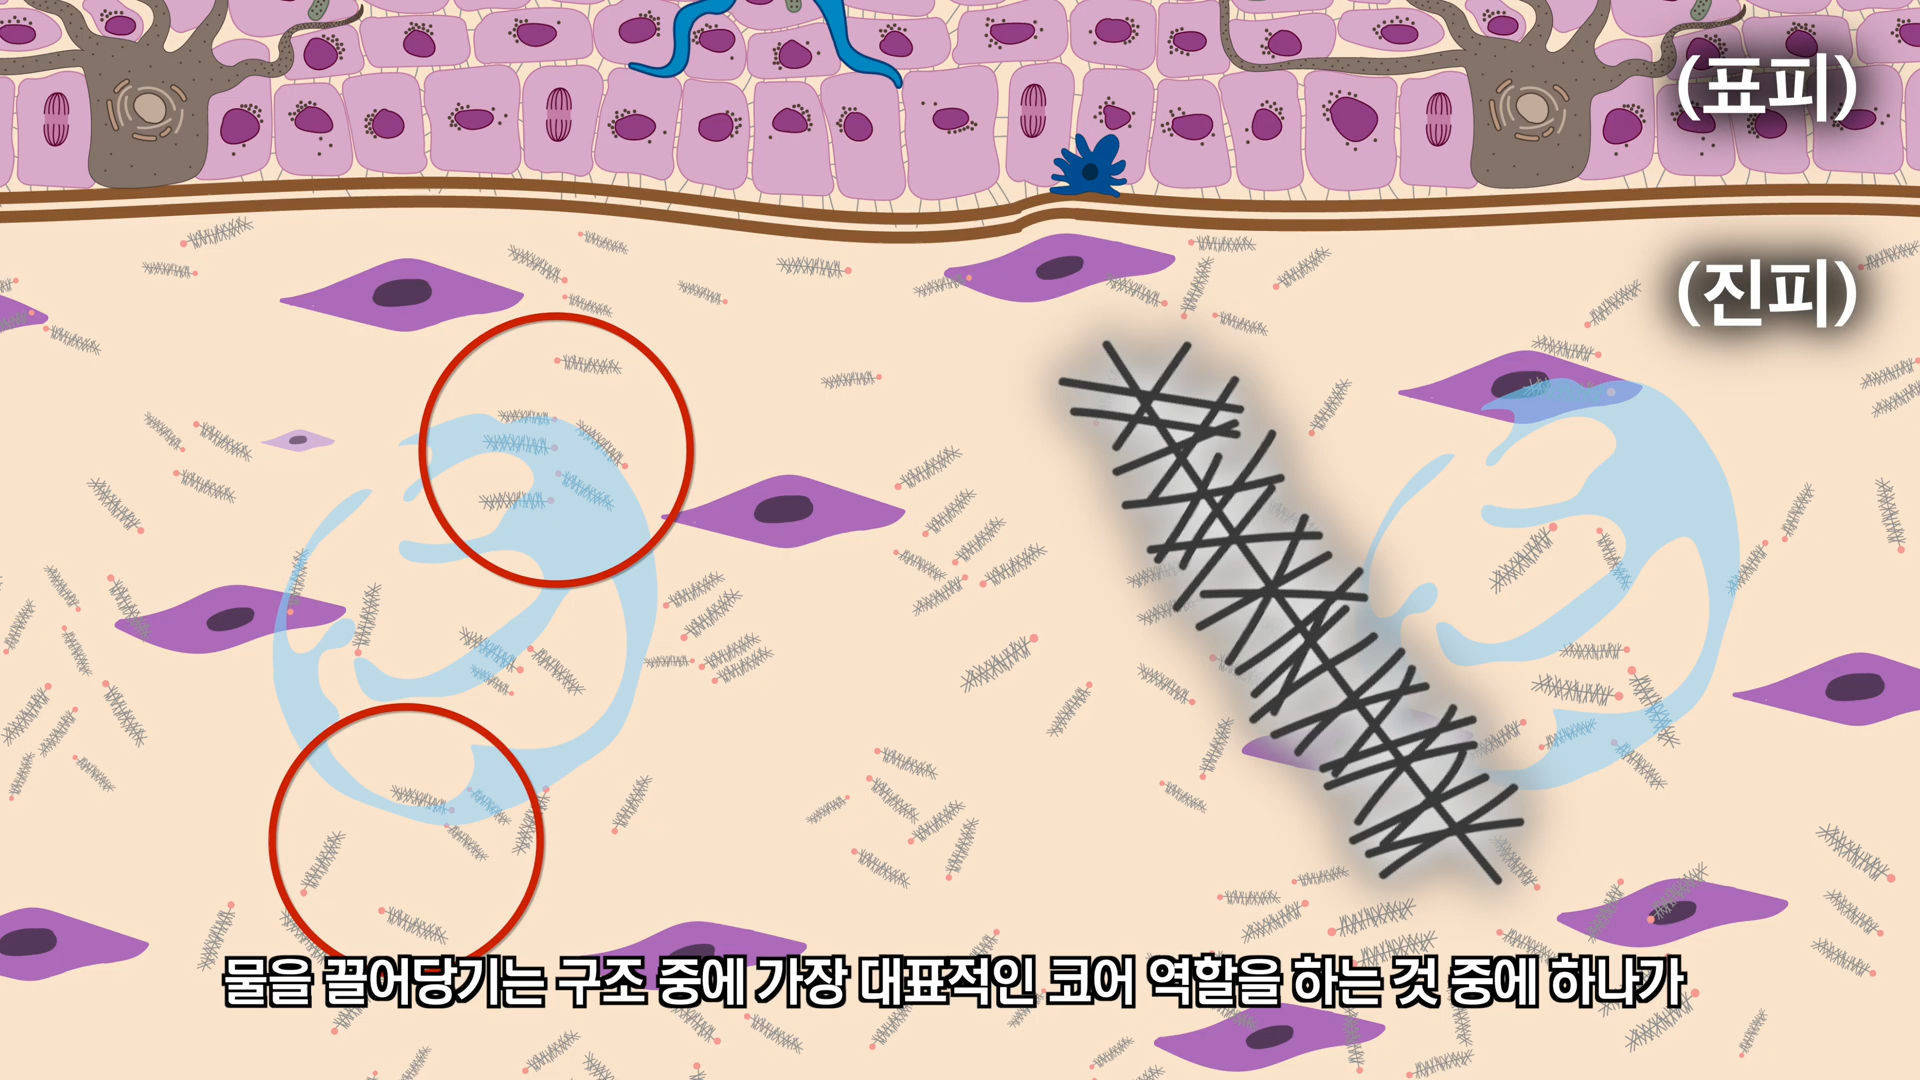 (표피)
(진피)
물을 끌어당기는 구조 중에 가장 대표적인 코어 역할을 하는 것 중에 하나가